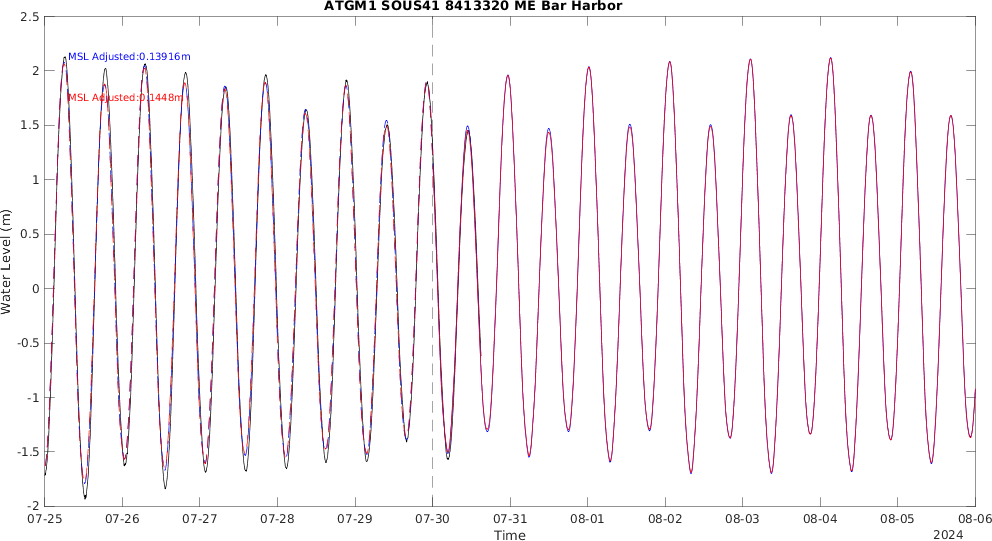 ATGM1 SOUS41 8413320 ME Bar Harbor
2.5
MSL Adjusted:0.13916m
2
MSL Adjusted:0.1448m
1.5
1
0.5
Water Level (m)
0
-0.5
-1
-1.5
-2
07-25 07-26 07-27 07-28 07-29 07-30 07-31 08-01 08-02 08-03 08-04 08-05 08-06
Time
2024